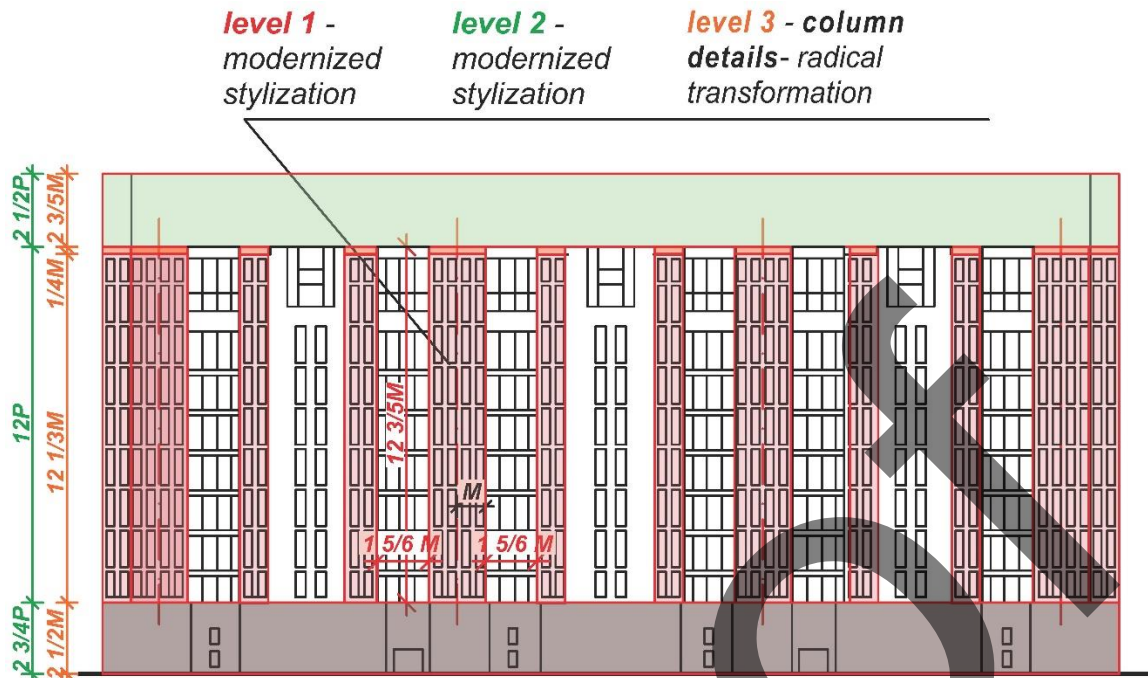 level 1 -
modernized
stylization
level 2 -
modernized
stylization
level 3 - column
details- radical
transformation
2 1/2P
2 3/5M
1/4M
12P
12 1/3M
2 3/4P
2 1/2M
12 3/5M
M
1 5/6 M
1 5/6 M